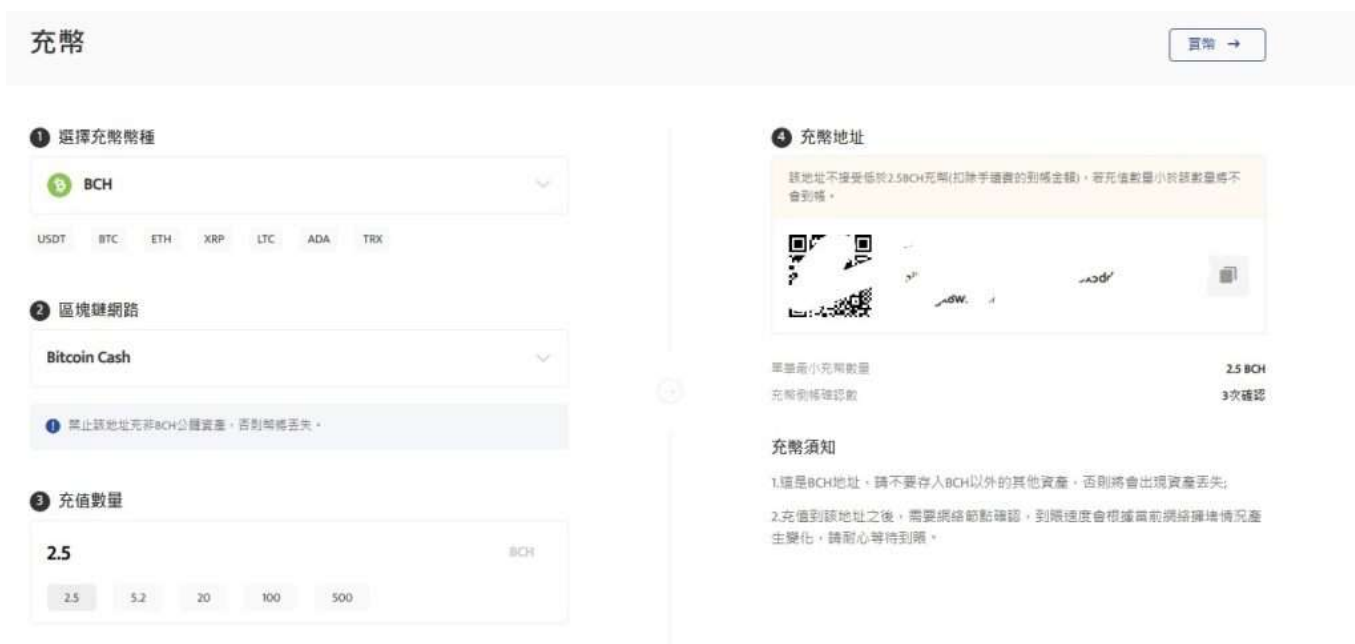 充幣
買幣 →
1 選擇充幣幣種
BCH
USDT BTC ETH XRP LTC ADA TRX
2 區塊鏈網路
Bitcoin Cash
禁止該地址充非BCH公鏈資產，否則幣將丟失。
3 充值數量
2.5 BCH
2.5 5.2 20 100 500
4 充幣地址
該地址不接受低於2.5BCH充幣(扣除手續費的到帳金額)，若充值數量小於該數量將不
會到帳。
單筆最小充幣數量 2.5 BCH
充幣到帳確認數 3次確認
充幣須知
1.這是BCH地址、請不要存入BCH以外的其他資產，否則將會出現資產丟失;
2.充值到該地址之後，需要網絡節點確認，到賬速度會根據當前網絡擁堵情況產
生變化，請耐心等待到賬。